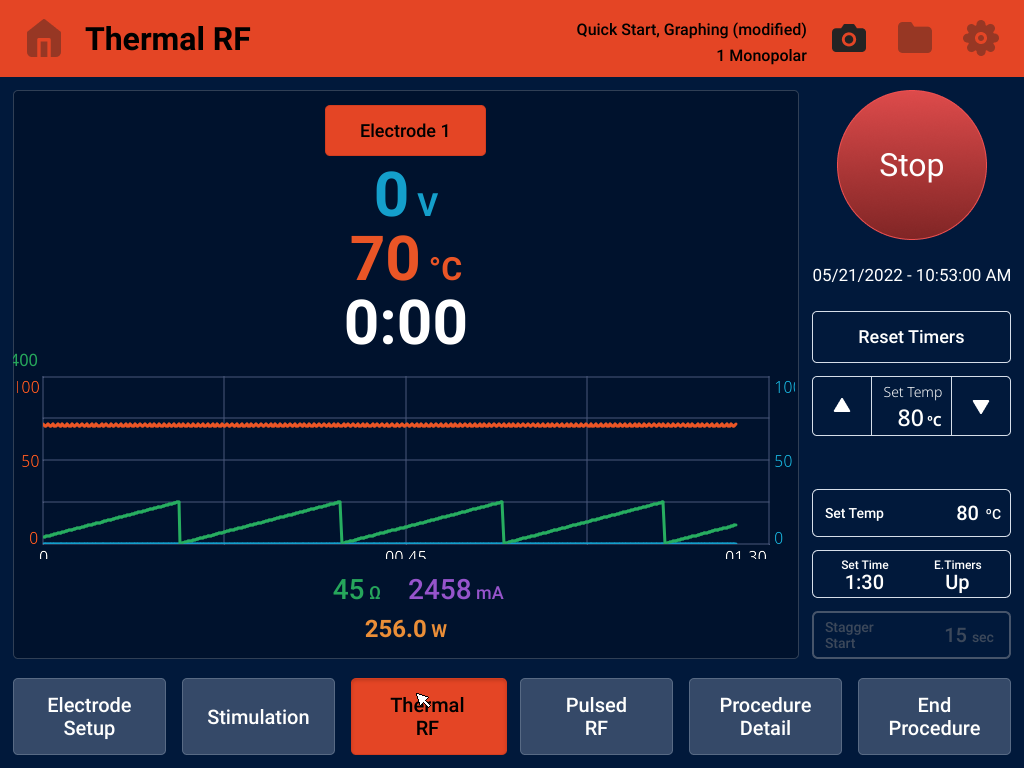 Thermal RF
Quick Start, Graphing (modified)
1 Monopolar
Electrode 1
0 V
70 °C
0:00
Stop
05/21/2022 - 10:53:00 AM
Reset Timers
Set Temp
80 °C
400
100
100
50
50
0
0
0
00:45
01:30
45 Ω 2458 mA
256.0 W
Set Temp 80 °C
Set Time E.Timers
1:30 Up
Stagger
Start
15 sec
Electrode
Setup
Stimulation
Thermal
RF
Pulsed
RF
Procedure
Detail
End
Procedure